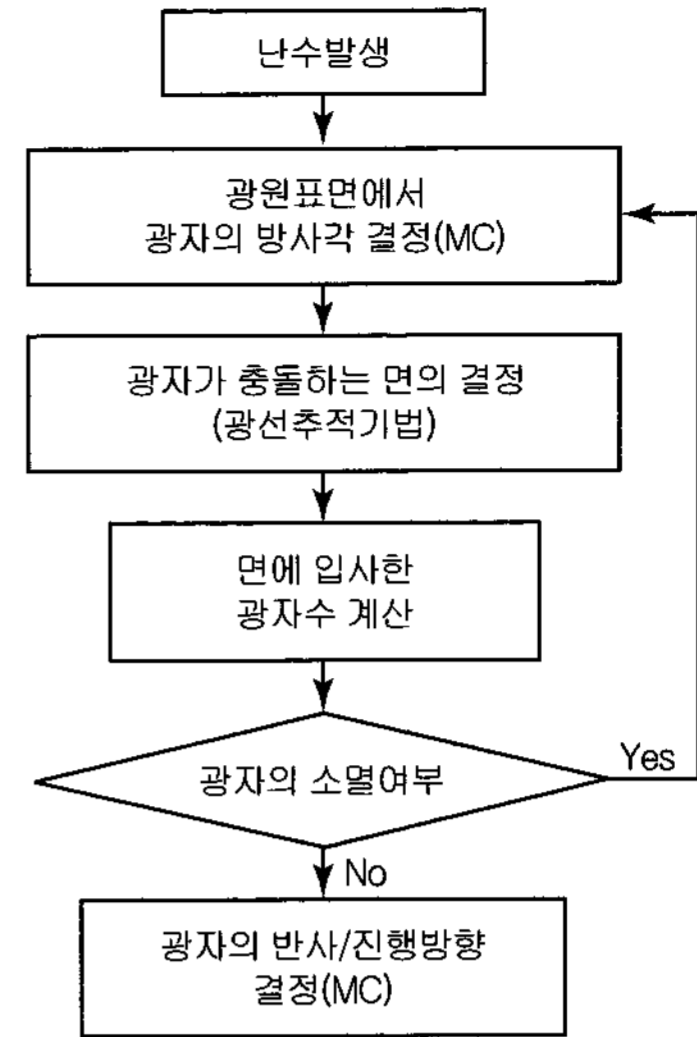 난수발생
광원표면에서
광자의 방사각 결정(MC)
광자가 충돌하는 면의 결정
(광선추적기법)
면에 입사한
광자수 계산
광자의 소멸여부
Yes
No
광자의 반사/진행방향
결정(MC)